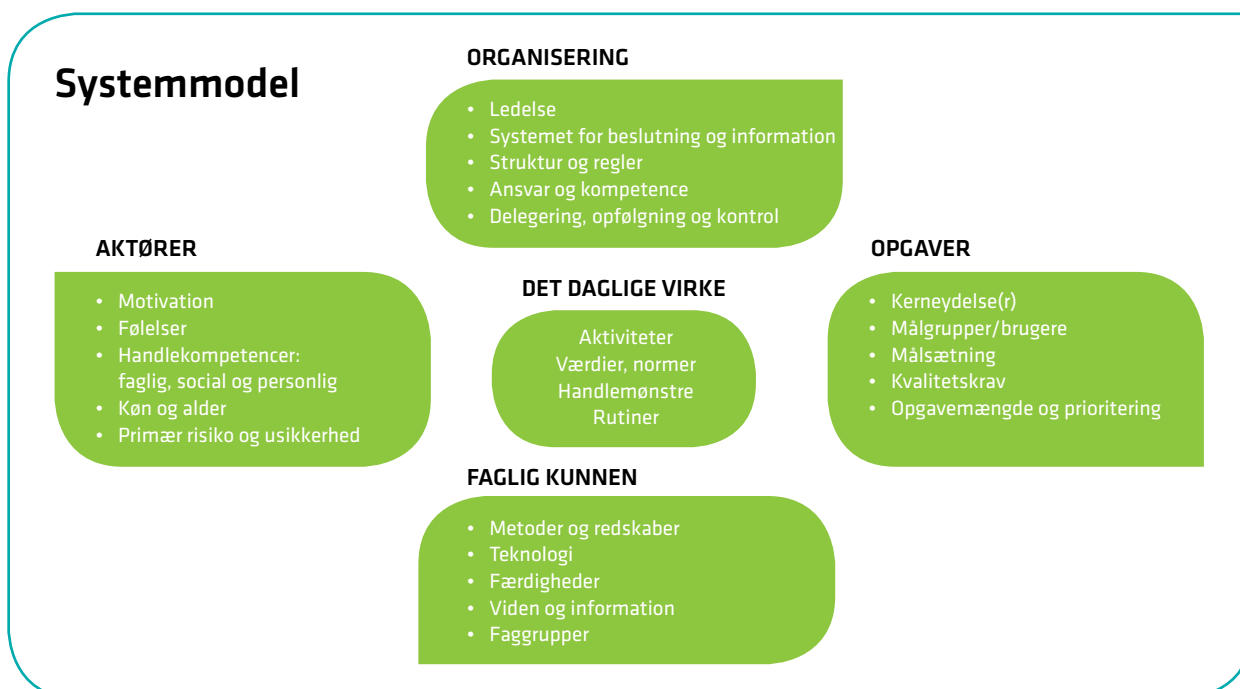 Systemmodel
ORGANISERING
• Ledelse
• Systemet for beslutning og information
• Struktur og regler
• Ansvar og kompetence
• Delegering, opfølgning og kontrol
AKTØRER
• Motivation
• Følelser
• Handlekompetencer:
faglig, social og personlig
• Køn og alder
• Primær risiko og usikkerhed
DET DAGLIGE VIRKE
Aktiviteter
Værdier, normer
Handlemønstre
Rutiner
OPGAVER
• Kerneydelse(r)
• Målgrupper/brugere
• Målsætning
• Kvalitetskrav
• Opgavemængde og prioritering
FAGLIG KUNNEN
• Metoder og redskaber
• Teknologi
• Færdigheder
• Viden og information
• Faggrupper